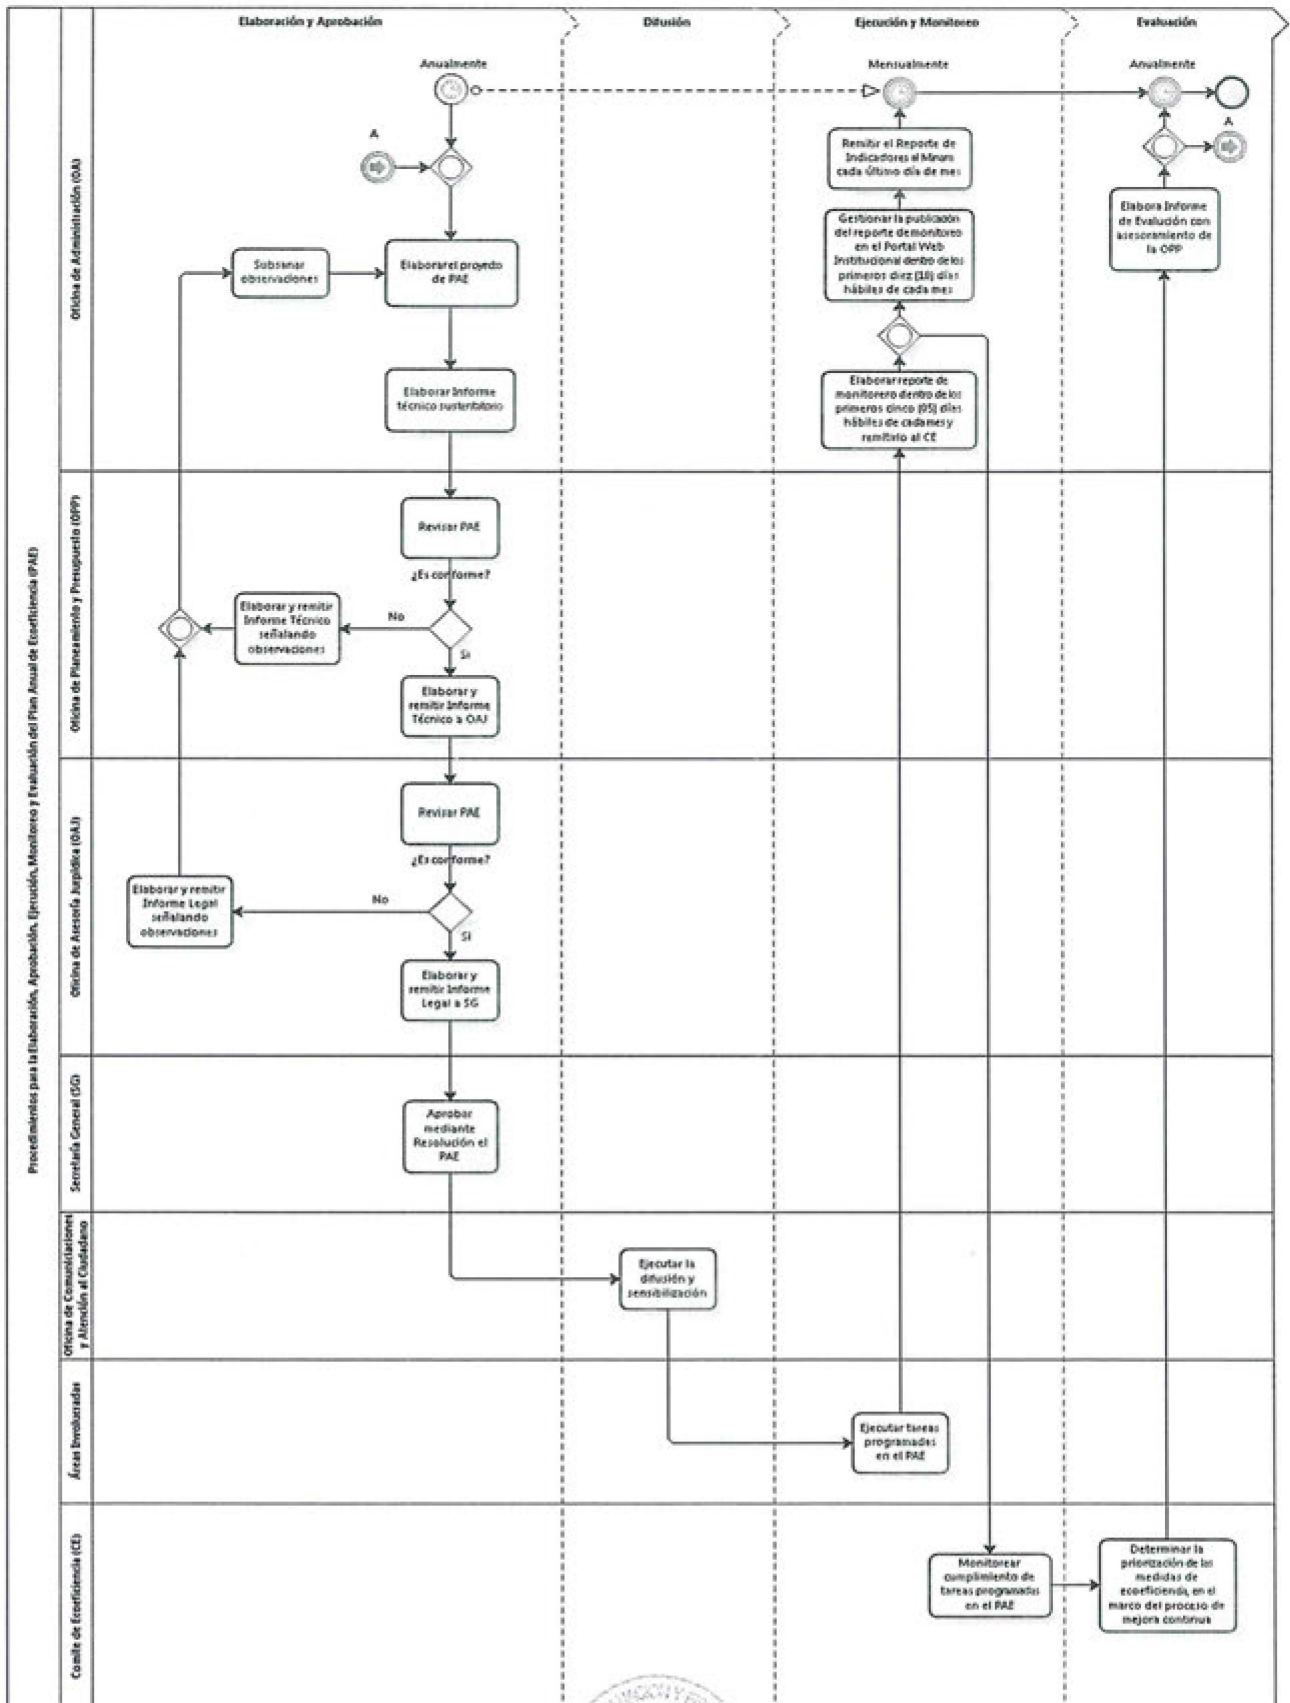 Elaboración y Aprobación
Difusión
Ejecución y Monitoreo
Evaluación
Procedimientos para la Elaboración, Aprobación, Ejecución, Monitoreo y Evaluación del Plan Anual de Ecoeficiencia (PAE)
Oficina de Administración (OA)
Anualmente
Mensualmente
Anualmente
A
A
Remitir el Reporte de
Indicadores al Minam
cada último día de mes
Gestionar la publicación
del reporte de monitoreo
en el Portal Web
Institucional dentro de los
primeros diez (10) días
hábiles de cada mes
Elabora Informe
de Evalución con
asesoramiento de
la OPP
Subsanar
observaciones
Elaborar el proyecto
de PAE
Elaborar Informe
técnico sustentatorio
Elaborar reporte de
monitorero dentro de los
primeros cinco (05) días
hábiles de cada mes y
remitirlo al CE
Oficina de Planeamiento y Presupuesto (OPP)
Revisar PAE
¿Es conforme?
No
Si
Elaborar y remitir
Informe Técnico
señalando
observaciones
Elaborar y
remitir Informe
Técnico a OAJ
Oficina de Asesoría Jurpidica (OAJ)
Revisar PAE
¿Es conforme?
No
Si
Elaborar y remitir
Informe Legal
señalando
observaciones
Elaborar y
remitir Informe
Legal a SG
Secretaría General (SG)
Aprobar
mediante
Resolución el
PAE
Oficina de Comuniciationes
y Atención al Ciudadano
Ejecutar la
difusión y
sensibilización
Áreas Involucradas
Ejecutar tareas
programadas
en el PAE
Comite de Ecoeficiencia (CE)
Monitorear
cumplimiento de
tareas programadas
en el PAE
Determinar la
priorización de las
medidas de
ecoeficiencia, en el
marco del proceso de
mejora continua